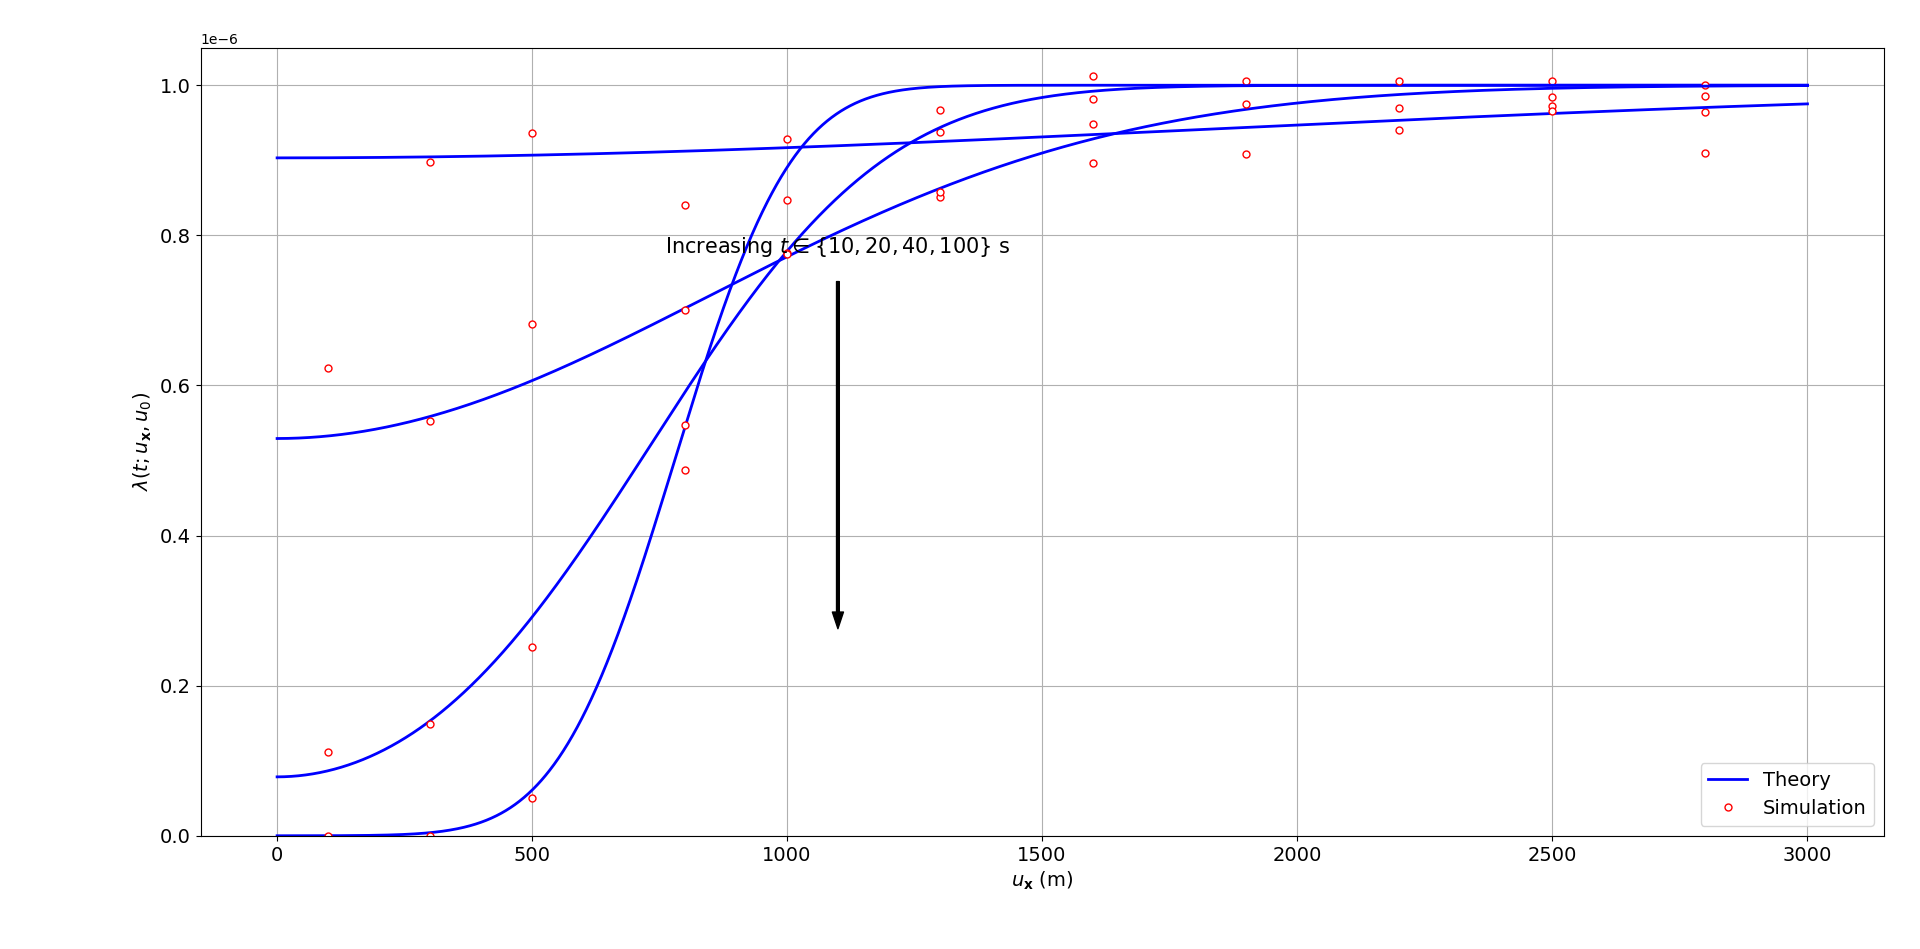 1e−6
1.0
0.8
0.6
0.4
0.2
0.0
λ(t; u_x, u_0)
Increasing t ∈ {10, 20, 40, 100} s
Theory
Simulation
0 500 1000 1500 2000 2500 3000
u_x (m)